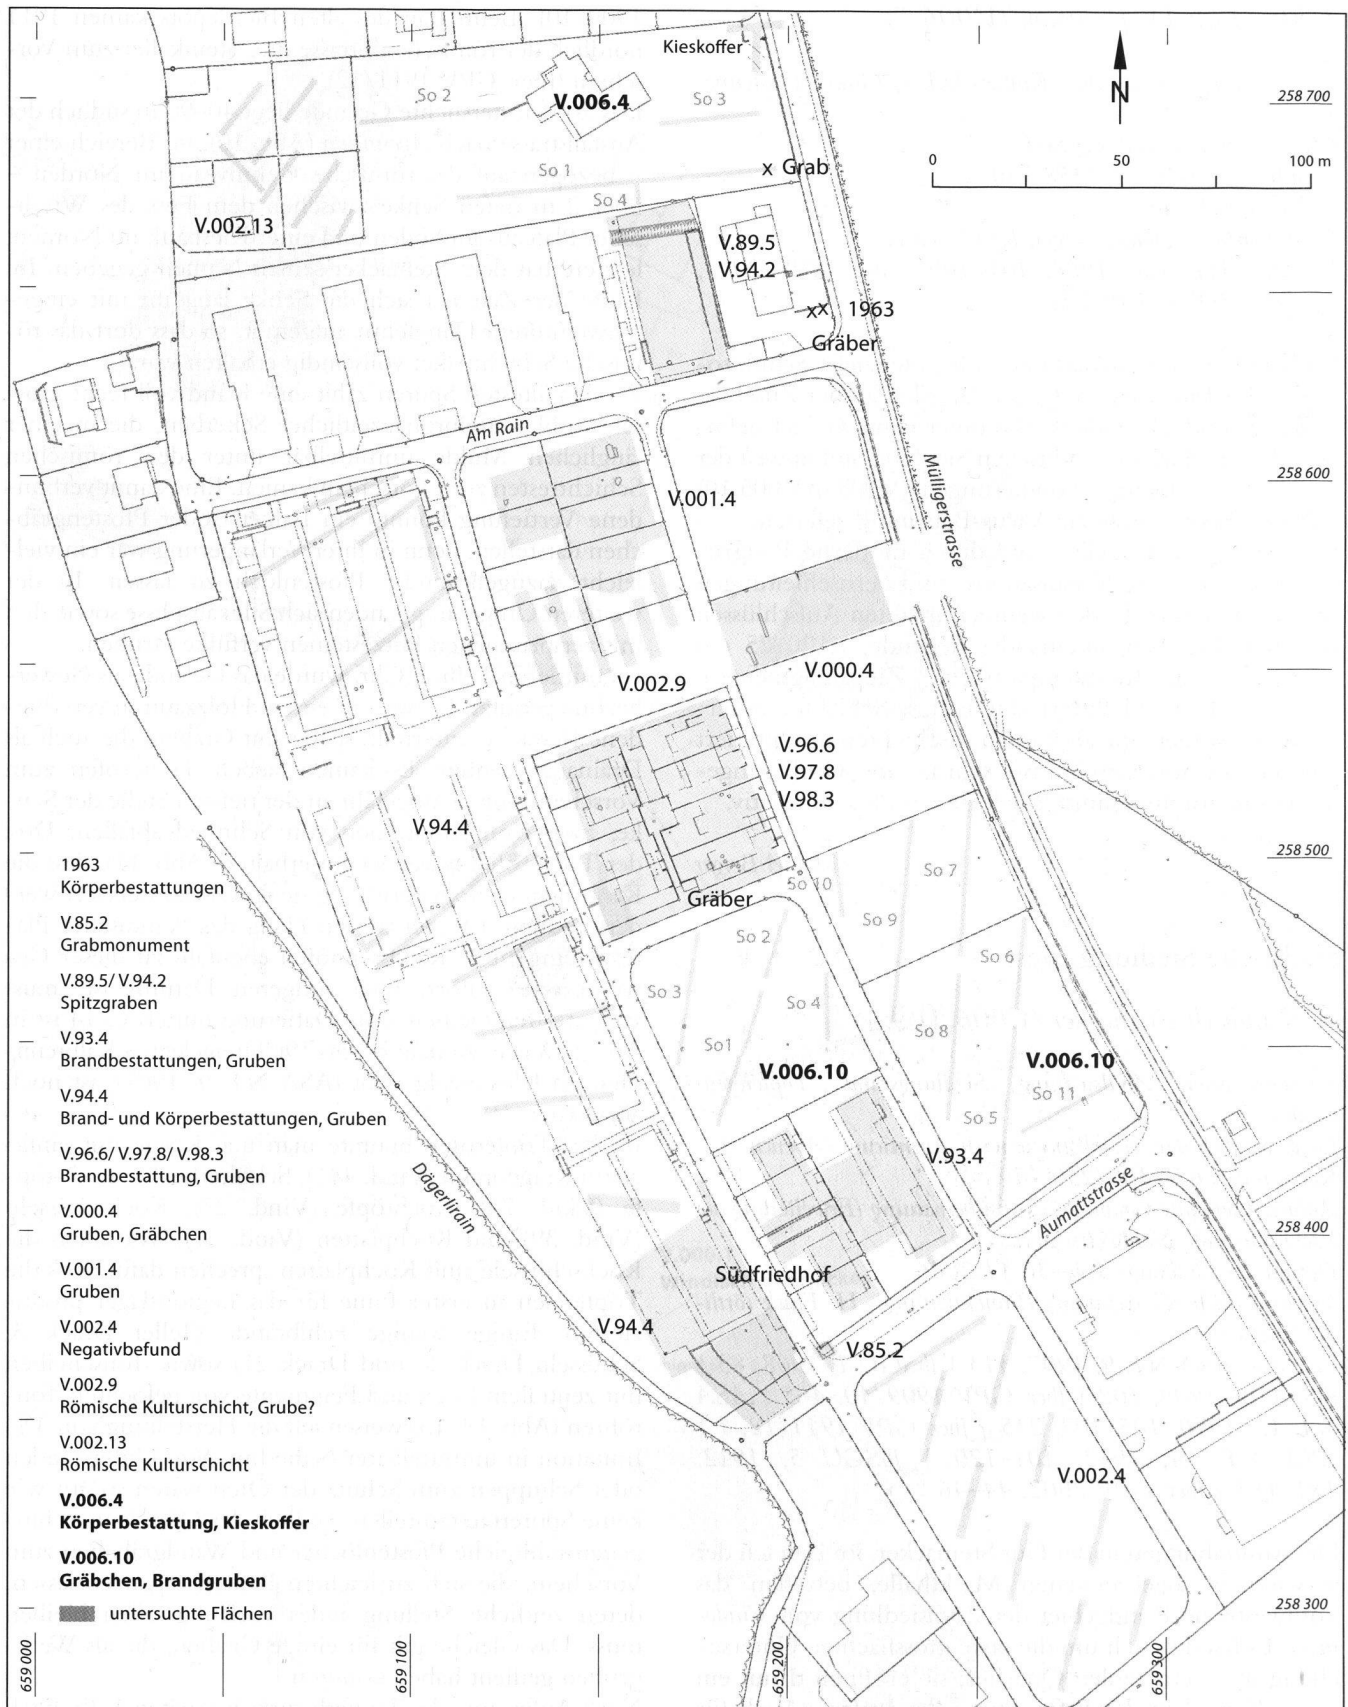 Kieskoffer
So 2
V.006.4
So 3
N
258 700
0 50 100 m
So 1
x Grab
So 4
V.002.13
V.89.5
V.94.2
xx 1963
Gräber
Am Rain
Mülligerstrasse
258 600
V.001.4
V.002.9
V.000.4
V.96.6
V.97.8
V.98.3
V.94.4
258 500
So 7
So 10
Gräber
So 9
So 2
So 6
So 3
So 4
So 8
So1
V.006.10
V.006.10
So 11
So 5
V.93.4
Dägerlirain
Aumattstrasse
258 400
Südfriedhof
V.94.4
V.85.2
V.002.4
258 300
1963
Körperbestattungen
V.85.2
Grabmonument
V.89.5/ V.94.2
Spitzgraben
V.93.4
Brandbestattungen, Gruben
V.94.4
Brand- und Körperbestattungen, Gruben
V.96.6/ V.97.8/ V.98.3
Brandbestattung, Gruben
V.000.4
Gruben, Gräbchen
V.001.4
Gruben
V.002.4
Negativbefund
V.002.9
Römische Kulturschicht, Grube?
V.002.13
Römische Kulturschicht
V.006.4
Körperbestattung, Kieskoffer
V.006.10
Gräbchen, Brandgruben
untersuchte Flächen
659 000
659 100
659 200
659 300